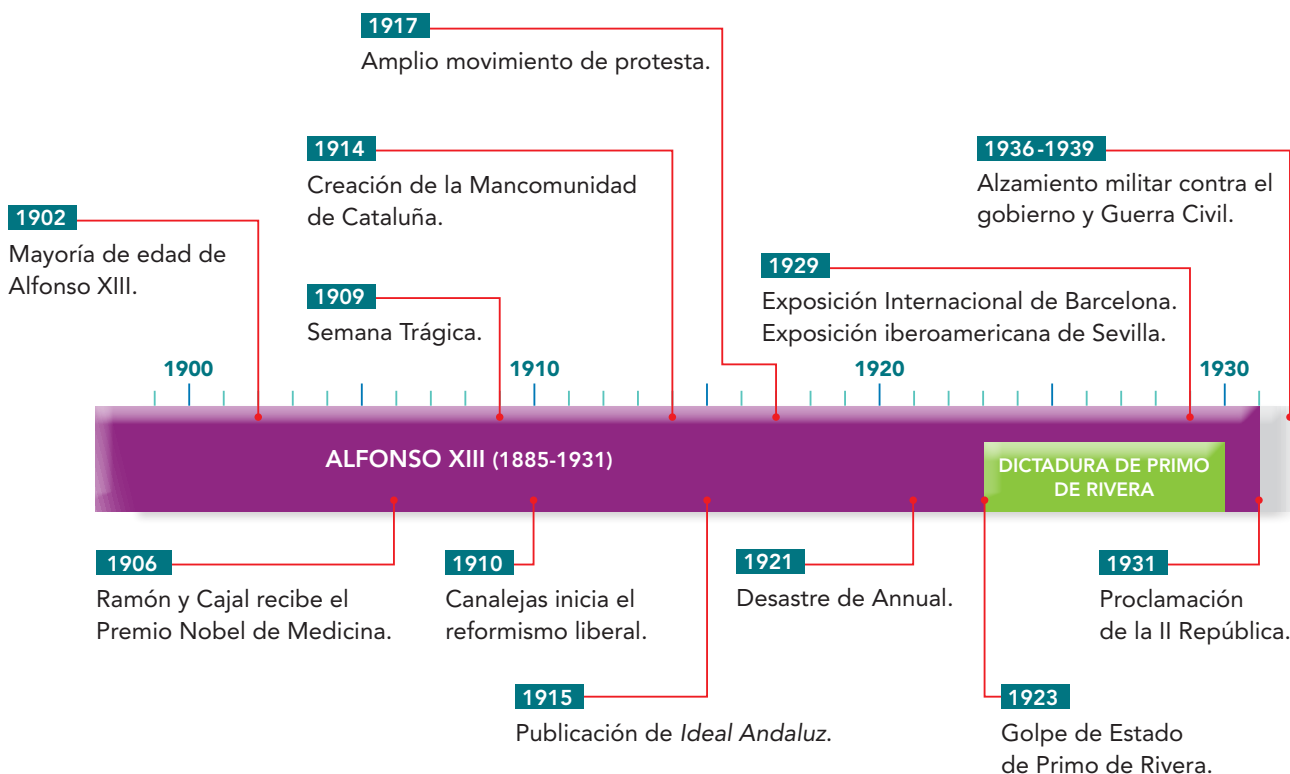 1917
Amplio movimiento de protesta.
1914
Creación de la Mancomunidad
de Cataluña.
1936-1939
Alzamiento militar contra el
gobierno y Guerra Civil.
1902
Mayoría de edad de
Alfonso XIII.
1909
Semana Trágica.
1929
Exposición Internacional de Barcelona.
Exposición iberoamericana de Sevilla.
1900
1910
1920
1930
ALFONSO XIII (1885-1931)
DICTADURA DE PRIMO
DE RIVERA
1906
Ramón y Cajal recibe el
Premio Nobel de Medicina.
1910
Canalejas inicia el
reformismo liberal.
1921
Desastre de Annual.
1931
Proclamación
de la II República.
1915
Publicación de Ideal Andaluz.
1923
Golpe de Estado
de Primo de Rivera.